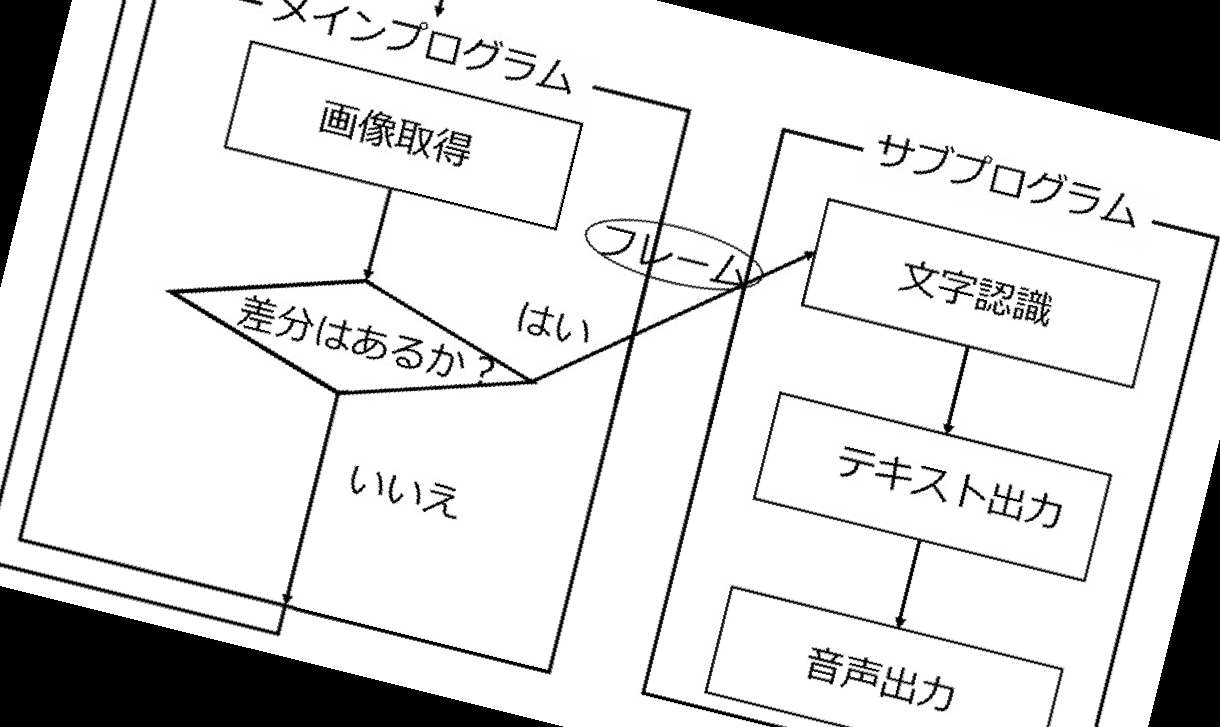 メインプログラム
画像取得
差分はあるか？
はい
いいえ
フレーム
サブプログラム
文字認識
テキスト出力
音声出力